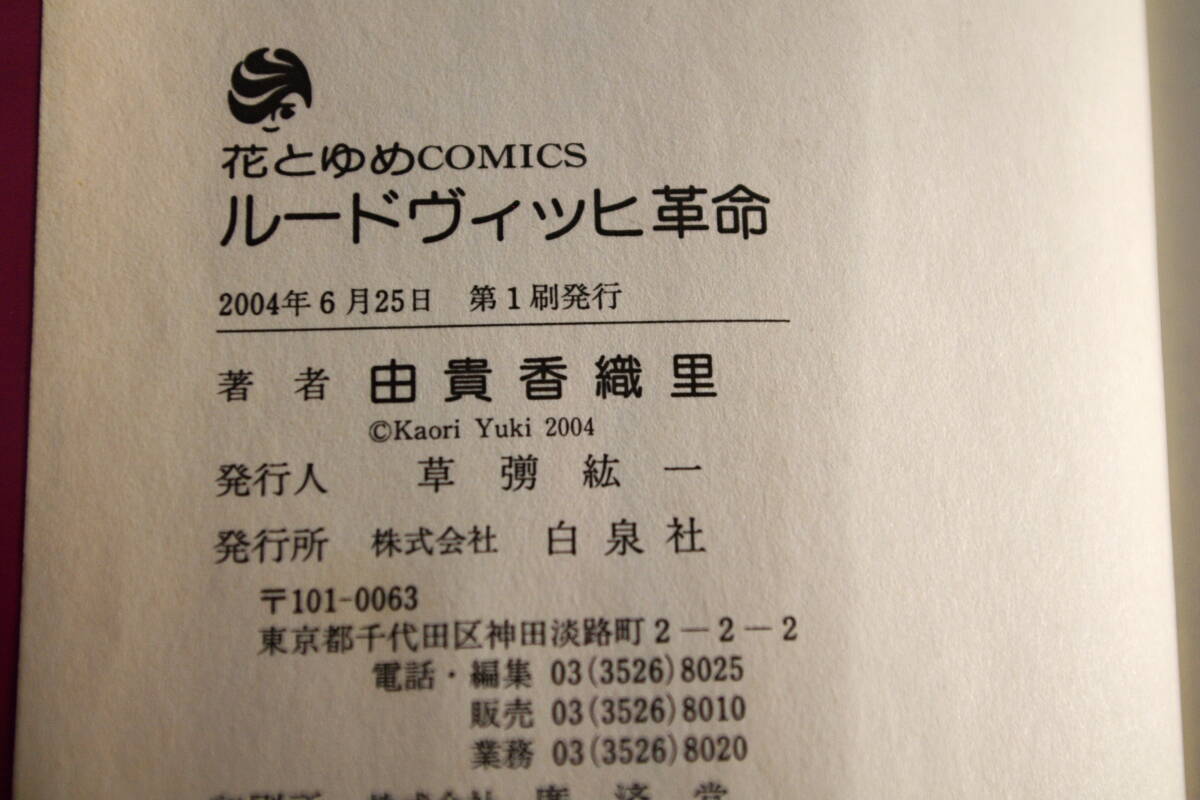 花とゆめCOMICS
ルードヴィッヒ革命
2004年6月25日　第1刷発行
著者　由貴香織里
©Kaori Yuki 2004
発行人　草彅紘一
発行所　株式会社　白泉社
〒101-0063
東京都千代田区神田淡路町2－2－2
電話・編集 03(3526)8025
販売 03(3526)8010
業務 03(3526)8020